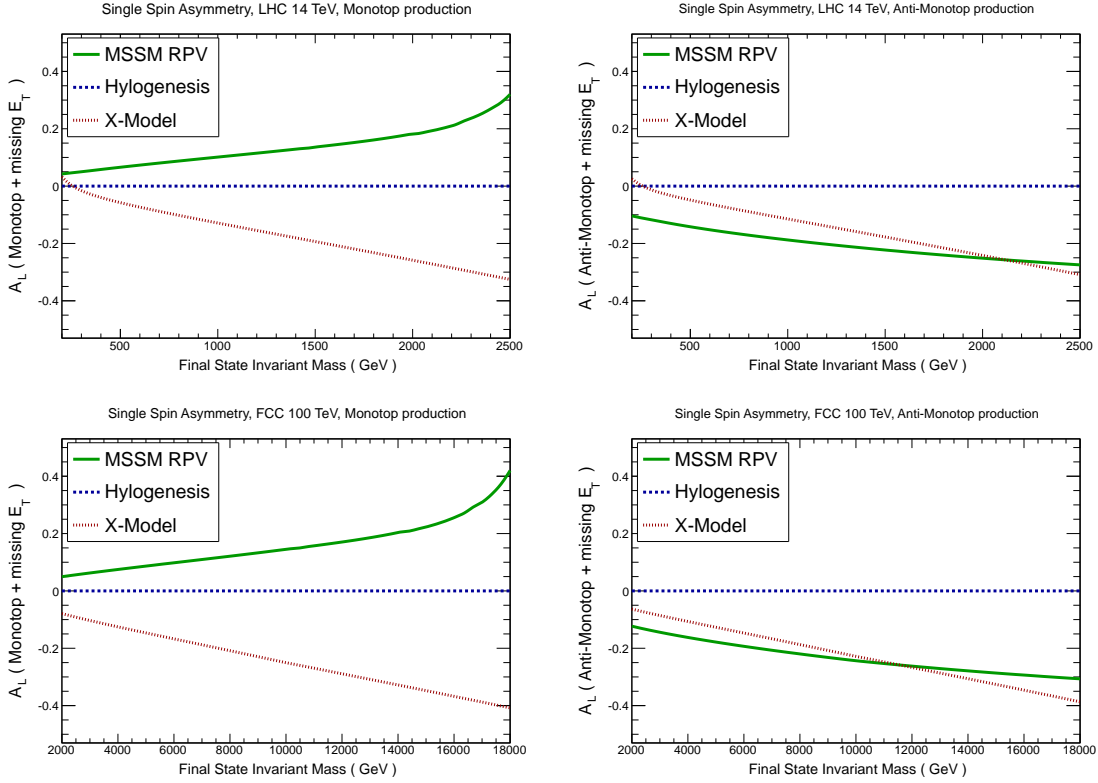 Single Spin Asymmetry, LHC 14 TeV, Monotop production
A_L ( Monotop + missing E_T )
0.4
0.2
0
-0.2
-0.4
MSSM RPV
Hylogenesis
X-Model
500
1000
1500
2000
2500
Final State Invariant Mass ( GeV )
Single Spin Asymmetry, LHC 14 TeV, Anti-Monotop production
A_L ( Anti-Monotop + missing E_T )
0.4
0.2
0
-0.2
-0.4
MSSM RPV
Hylogenesis
X-Model
500
1000
1500
2000
2500
Final State Invariant Mass ( GeV )
Single Spin Asymmetry, FCC 100 TeV, Monotop production
A_L ( Monotop + missing E_T )
0.4
0.2
0
-0.2
-0.4
MSSM RPV
Hylogenesis
X-Model
2000
4000
6000
8000
10000
12000
14000
16000
18000
Final State Invariant Mass ( GeV )
Single Spin Asymmetry, FCC 100 TeV, Anti-Monotop production
A_L ( Anti-Monotop + missing E_T )
0.4
0.2
0
-0.2
-0.4
MSSM RPV
Hylogenesis
X-Model
2000
4000
6000
8000
10000
12000
14000
16000
18000
Final State Invariant Mass ( GeV )